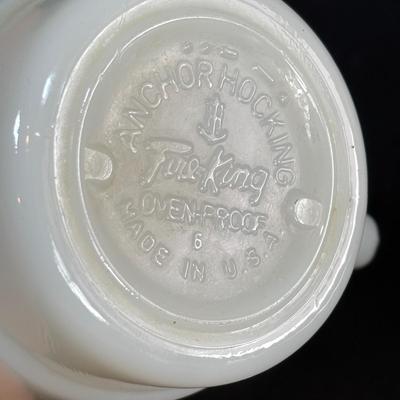 ANCHOR HOCKING
Fire-King
OVEN-PROOF
6
MADE IN U.S.A.